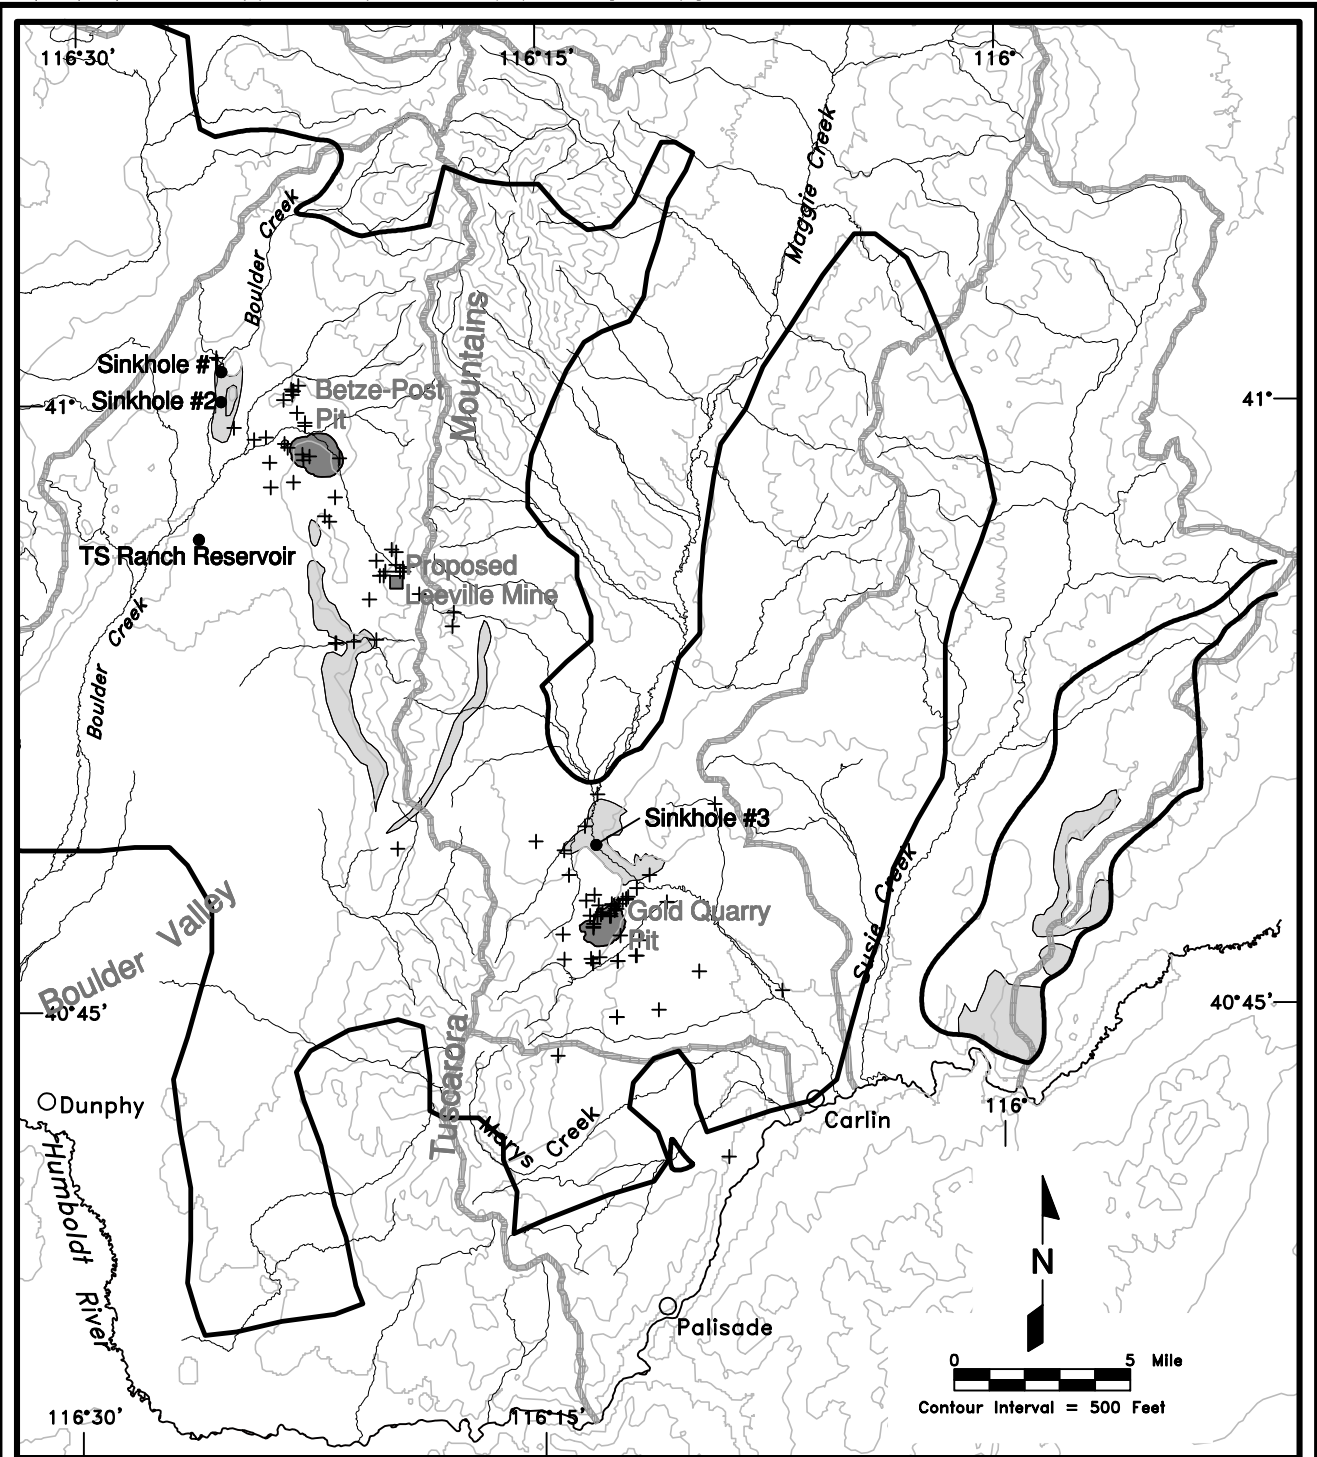 116°30'
116°15'
116°
Maggie Creek
Boulder Creek
Mountains
Sinkhole #1
Betze-Post
Pit
41°
Sinkhole #2
41°
TS Ranch Reservoir
Proposed
Leeville Mine
Boulder Creek
Sinkhole #3
Susie Creek
Boulder Valley
Gold Quarry
Pit
40°45'
40°45'
Tuscarora
Dunphy
116°
Marys Creek
Carlin
Humboldt River
N
Palisade
0 5 Mile
Contour Interval = 500 Feet
116°30'
116°15'